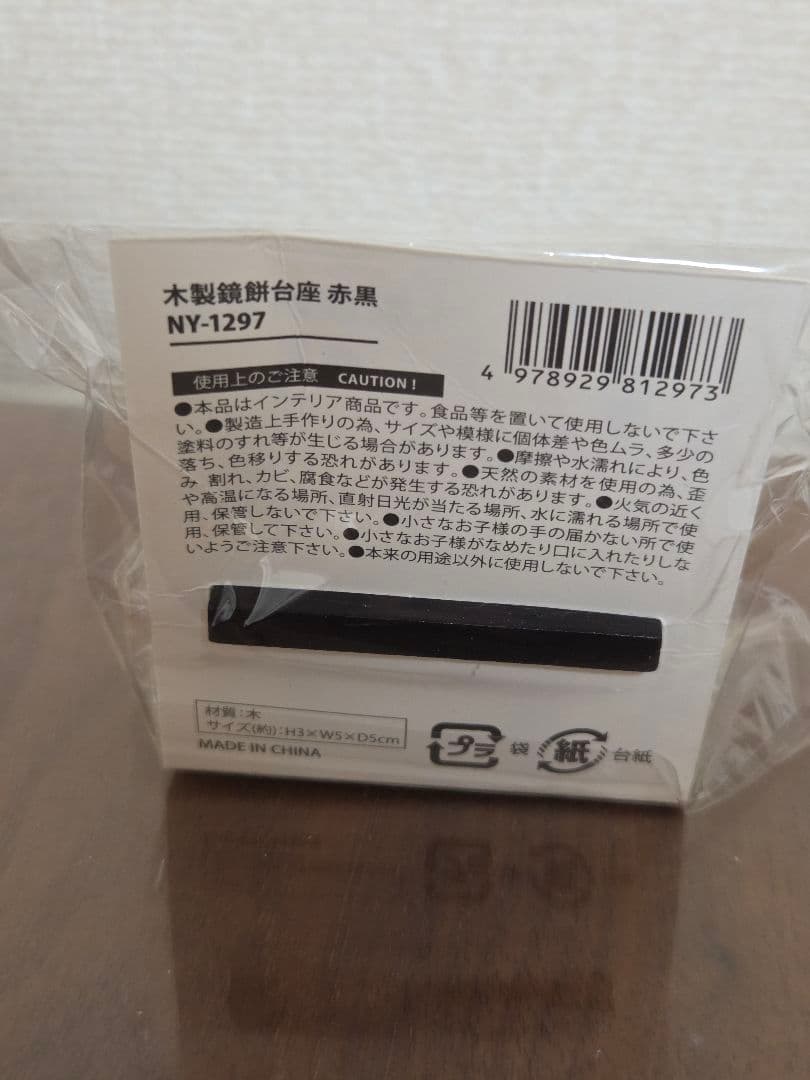 木製鏡餅台座 赤黒
NY-1297
4 978929 812973
使用上のご注意 CAUTION!
●本品はインテリア商品です。食品等を置いて使用しないで下さ
い。●製造上手作りの為、サイズや模様に個体差や色ムラ、多少の
塗料のすれ等が生じる場合があります。●摩擦や水濡れにより、色
落ち、色移りする恐れがあります。●天然の素材を使用の為、歪
み 割れ、カビ、腐食などが発生する恐れがあります。●火気の近く
や高温になる場所、直射日光が当たる場所、水に濡れる場所で使
用、保管しないで下さい。●小さなお子様の手の届かない所で使
用、保管して下さい。●小さなお子様がなめたり口に入れたりしな
いようご注意下さい。●本来の用途以外に使用しないで下さい。
材質:木
サイズ(約):H3×W5×D5cm
MADE IN CHINA
プラ 袋 紙 台紙